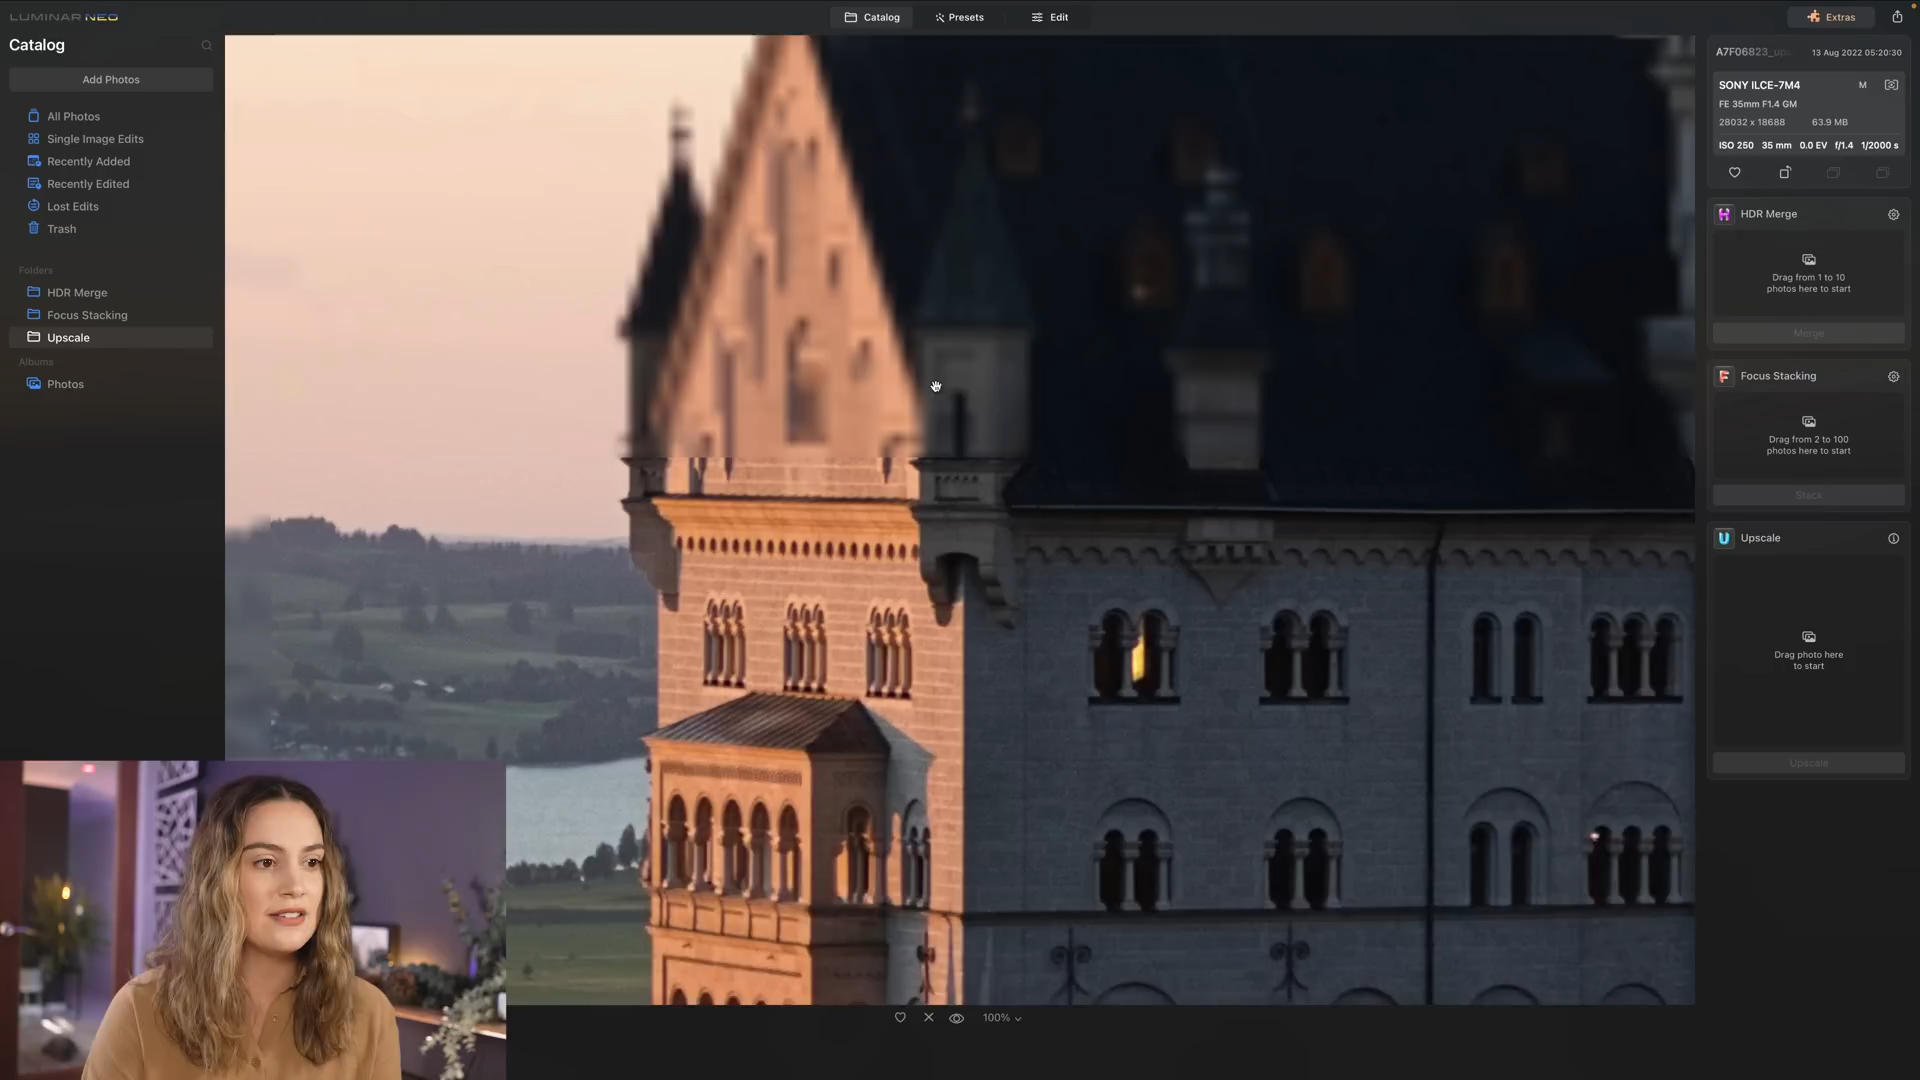 LUMINAR NEO
Catalog
Presets
Edit
Extras
Catalog
Add Photos
All Photos
Single Image Edits
Recently Added
Recently Edited
Lost Edits
Trash
Folders
HDR Merge
Focus Stacking
Upscale
Albums
Photos
A7F06823_ups
13 Aug 2022 05:20:30
SONY ILCE-7M4
M
FE 35mm F1.4 GM
28032 x 18688 63.9 MB
ISO 250 35 mm 0.0 EV f/1.4 1/2000 s
HDR Merge
Drag from 1 to 10
photos here to start
Merge
Focus Stacking
Drag from 2 to 100
photos here to start
Stack
Upscale
Drag photo here
to start
Upscale
100%